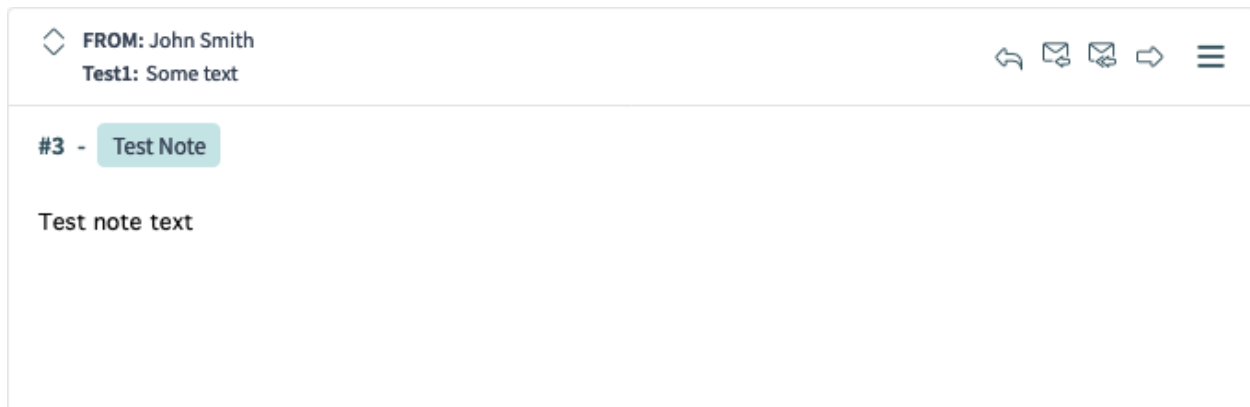 FROM: John Smith
Test1: Some text
#3 - Test Note
Test note text